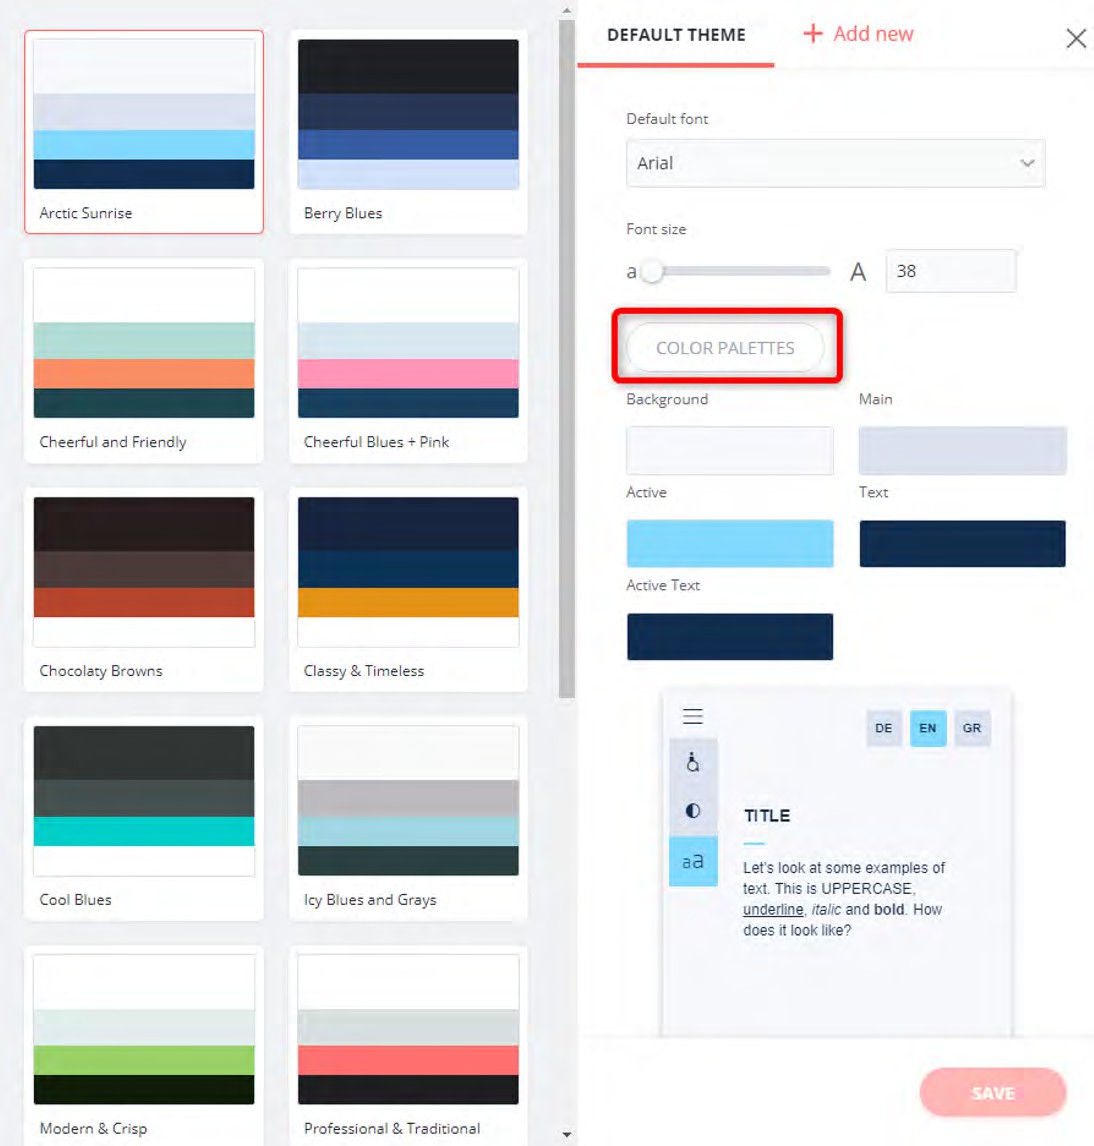 Arctic Sunrise
Berry Blues
Cheerful and Friendly
Cheerful Blues + Pink
Chocolaty Browns
Classy & Timeless
Cool Blues
Icy Blues and Grays
Modern & Crisp
Professional & Traditional
DEFAULT THEME
+ Add new
Default font
Arial
Font size
a
A
38
COLOR PALETTES
Background
Main
Active
Text
Active Text
DE
EN
GR
aa
TITLE
Let's look at some examples of
text. This is UPPERCASE,
underline, italic and bold. How
does it look like?
SAVE